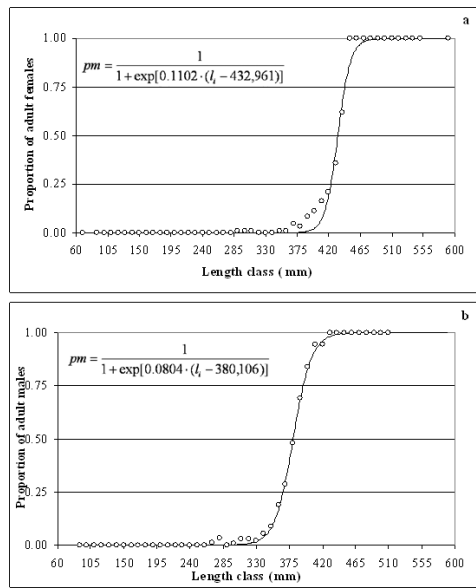 a
1.00
0.75
0.50
0.25
0.00
Proportion of adult females
pm = 1 / 1 + exp[0.1102·(l_i − 432,961)]
60 105 150 195 240 285 330 375 420 465 510 555 600
Length class ( mm)
b
1.00
0.75
0.50
0.25
0.00
Proportion of adult males
pm = 1 / 1 + exp[0.0804·(l_i − 380,106)]
60 105 150 195 240 285 330 375 420 465 510 555 600
Length class (mm)